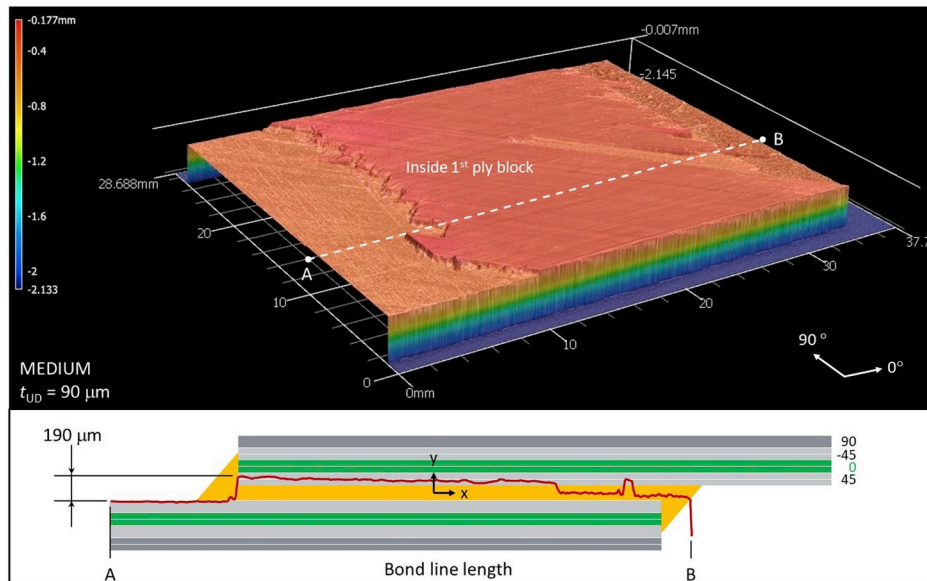 -0.177mm
-0.4
-0.8
-1.2
-1.6
-2
-2.133
-0.007mm
-2.145
B
Inside 1st ply block
28.688mm
20
A
10
0
0mm
10
20
30
37.7
MEDIUM
tUD = 90 μm
90 °
0°
190 μm
90
-45
0
45
y
x
A
Bond line length
B